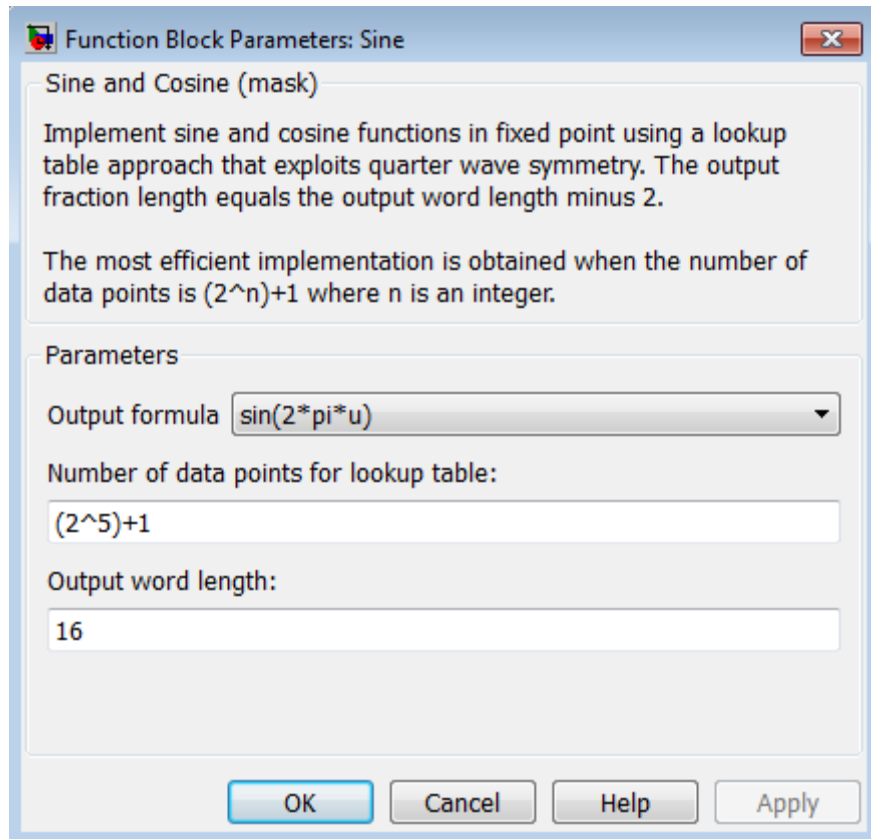 Function Block Parameters: Sine
Sine and Cosine (mask)
Implement sine and cosine functions in fixed point using a lookup
table approach that exploits quarter wave symmetry. The output
fraction length equals the output word length minus 2.
The most efficient implementation is obtained when the number of
data points is (2^n)+1 where n is an integer.
Parameters
Output formula sin(2*pi*u)
Number of data points for lookup table:
(2^5)+1
Output word length:
16
OK Cancel Help Apply